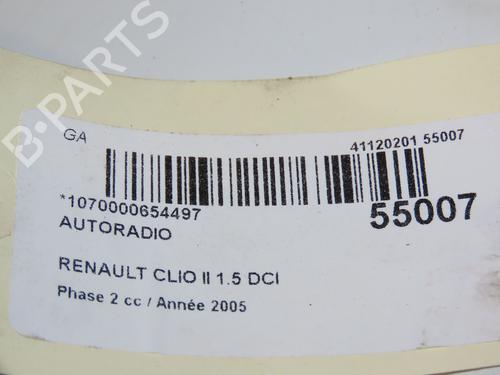 B-PARTS
GA
41120201 55007
*1070000654497
55007
AUTORADIO
RENAULT CLIO II 1.5 DCI
Phase 2 cc / Année 2005